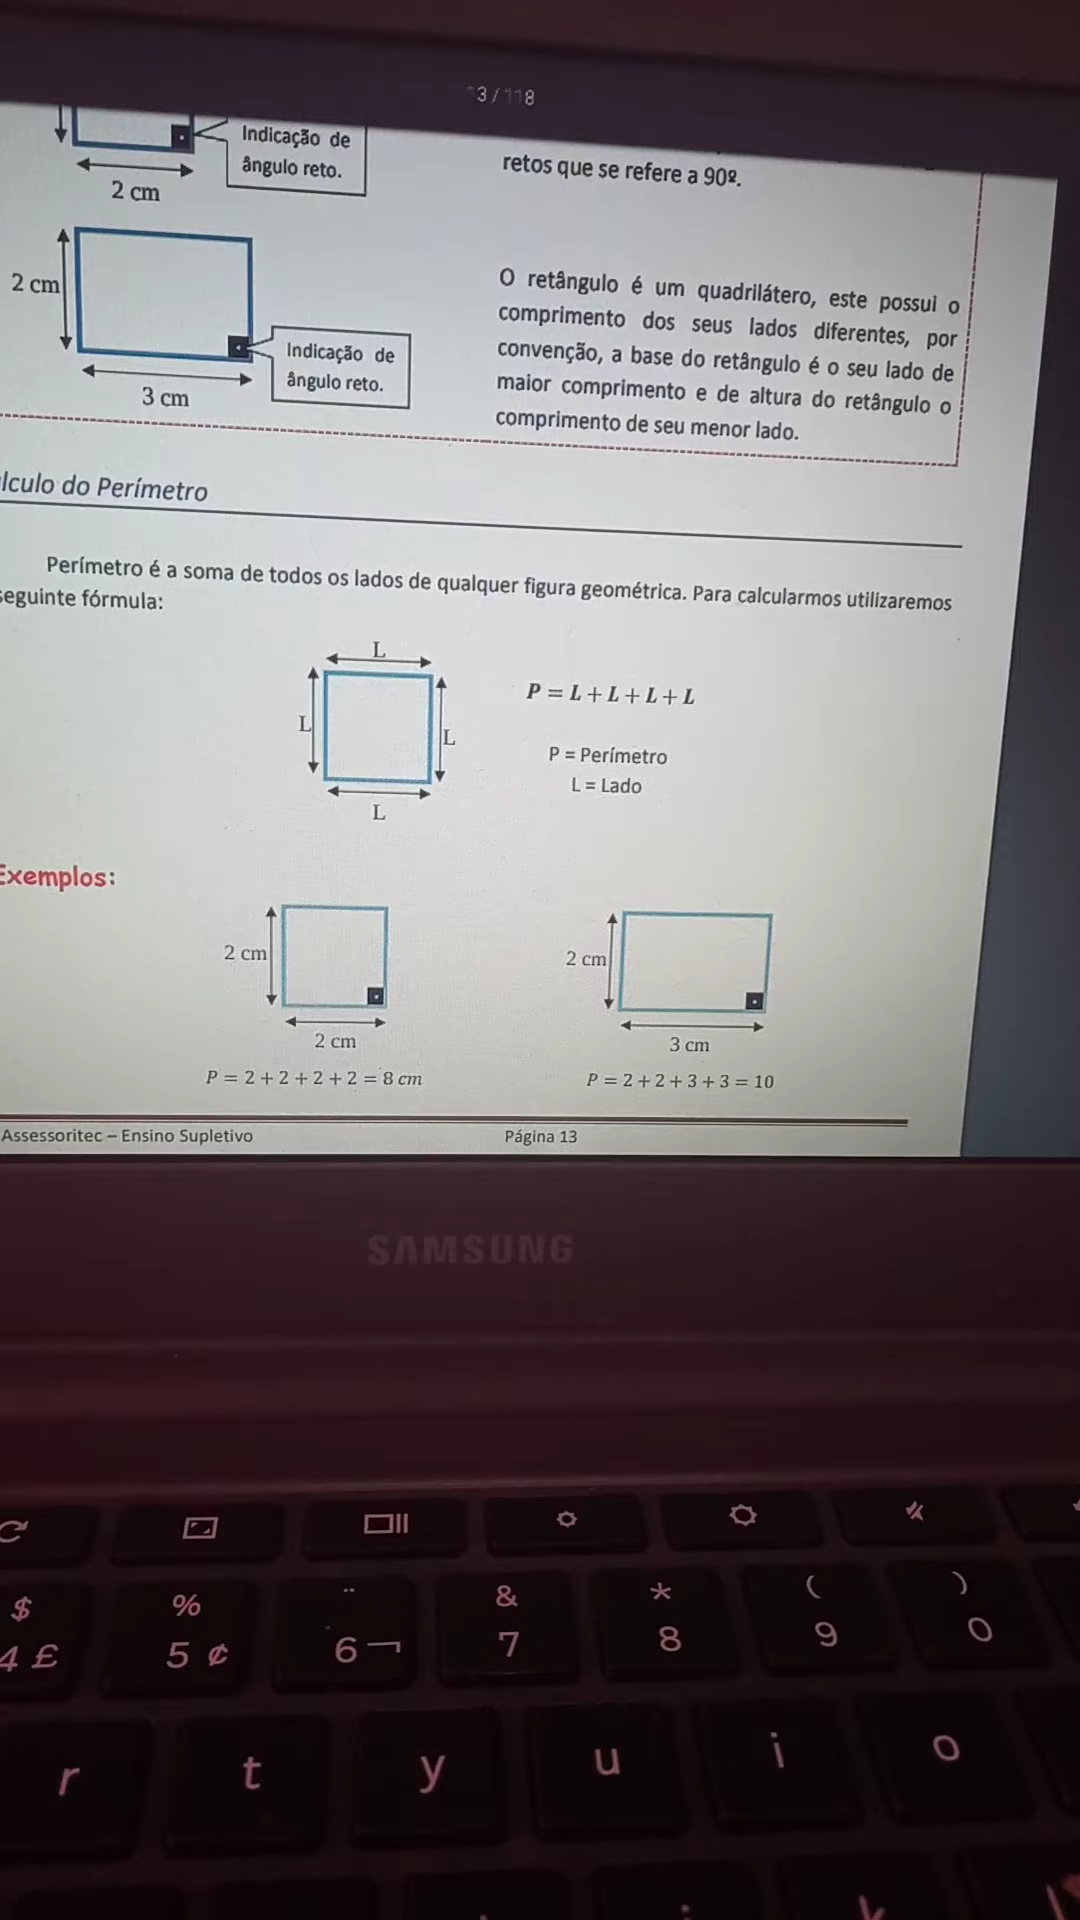 3/118
Indicação de
ângulo reto.
2 cm
retos que se refere a 90º.
2 cm
Indicação de
ângulo reto.
3 cm
O retângulo é um quadrilátero, este possui o
comprimento dos seus lados diferentes, por
convenção, a base do retângulo é o seu lado de
maior comprimento e de altura do retângulo o
comprimento de seu menor lado.
lculo do Perímetro
Perímetro é a soma de todos os lados de qualquer figura geométrica. Para calcularmos utilizaremos
seguinte fórmula:
L
L
L
L
P = L + L + L + L
P = Perímetro
L = Lado
Exemplos:
2 cm
2 cm
P = 2 + 2 + 2 + 2 = 8 cm
2 cm
3 cm
P = 2 + 2 + 3 + 3 = 10
Assessoritec – Ensino Supletivo Página 13
SAMSUNG
$ % ¨ & * ( )
4 £ 5 ¢ 6 ¬ 7 8 9 0
r t y u i o
k